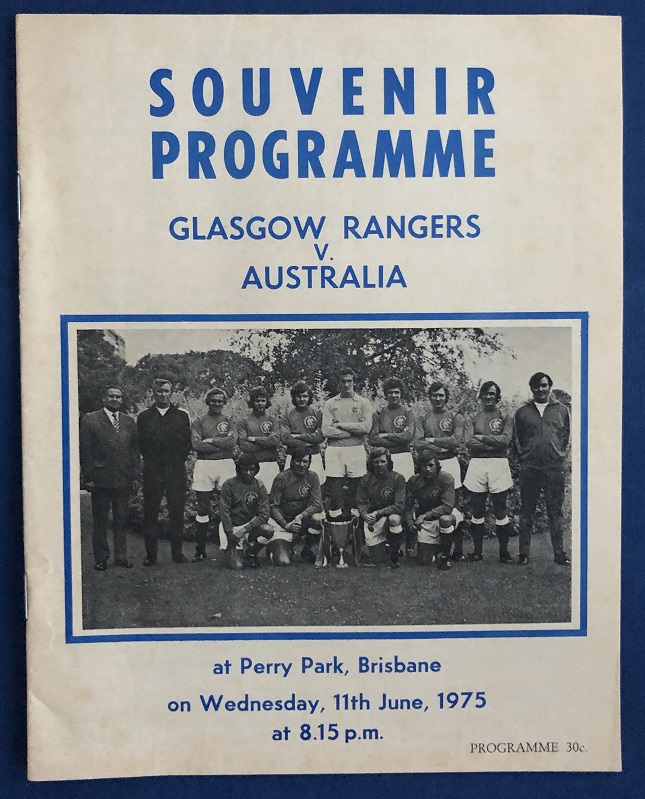 SOUVENIR
PROGRAMME
GLASGOW RANGERS
V.
AUSTRALIA
at Perry Park, Brisbane
on Wednesday, 11th June, 1975
at 8.15 p.m.
PROGRAMME 30c.